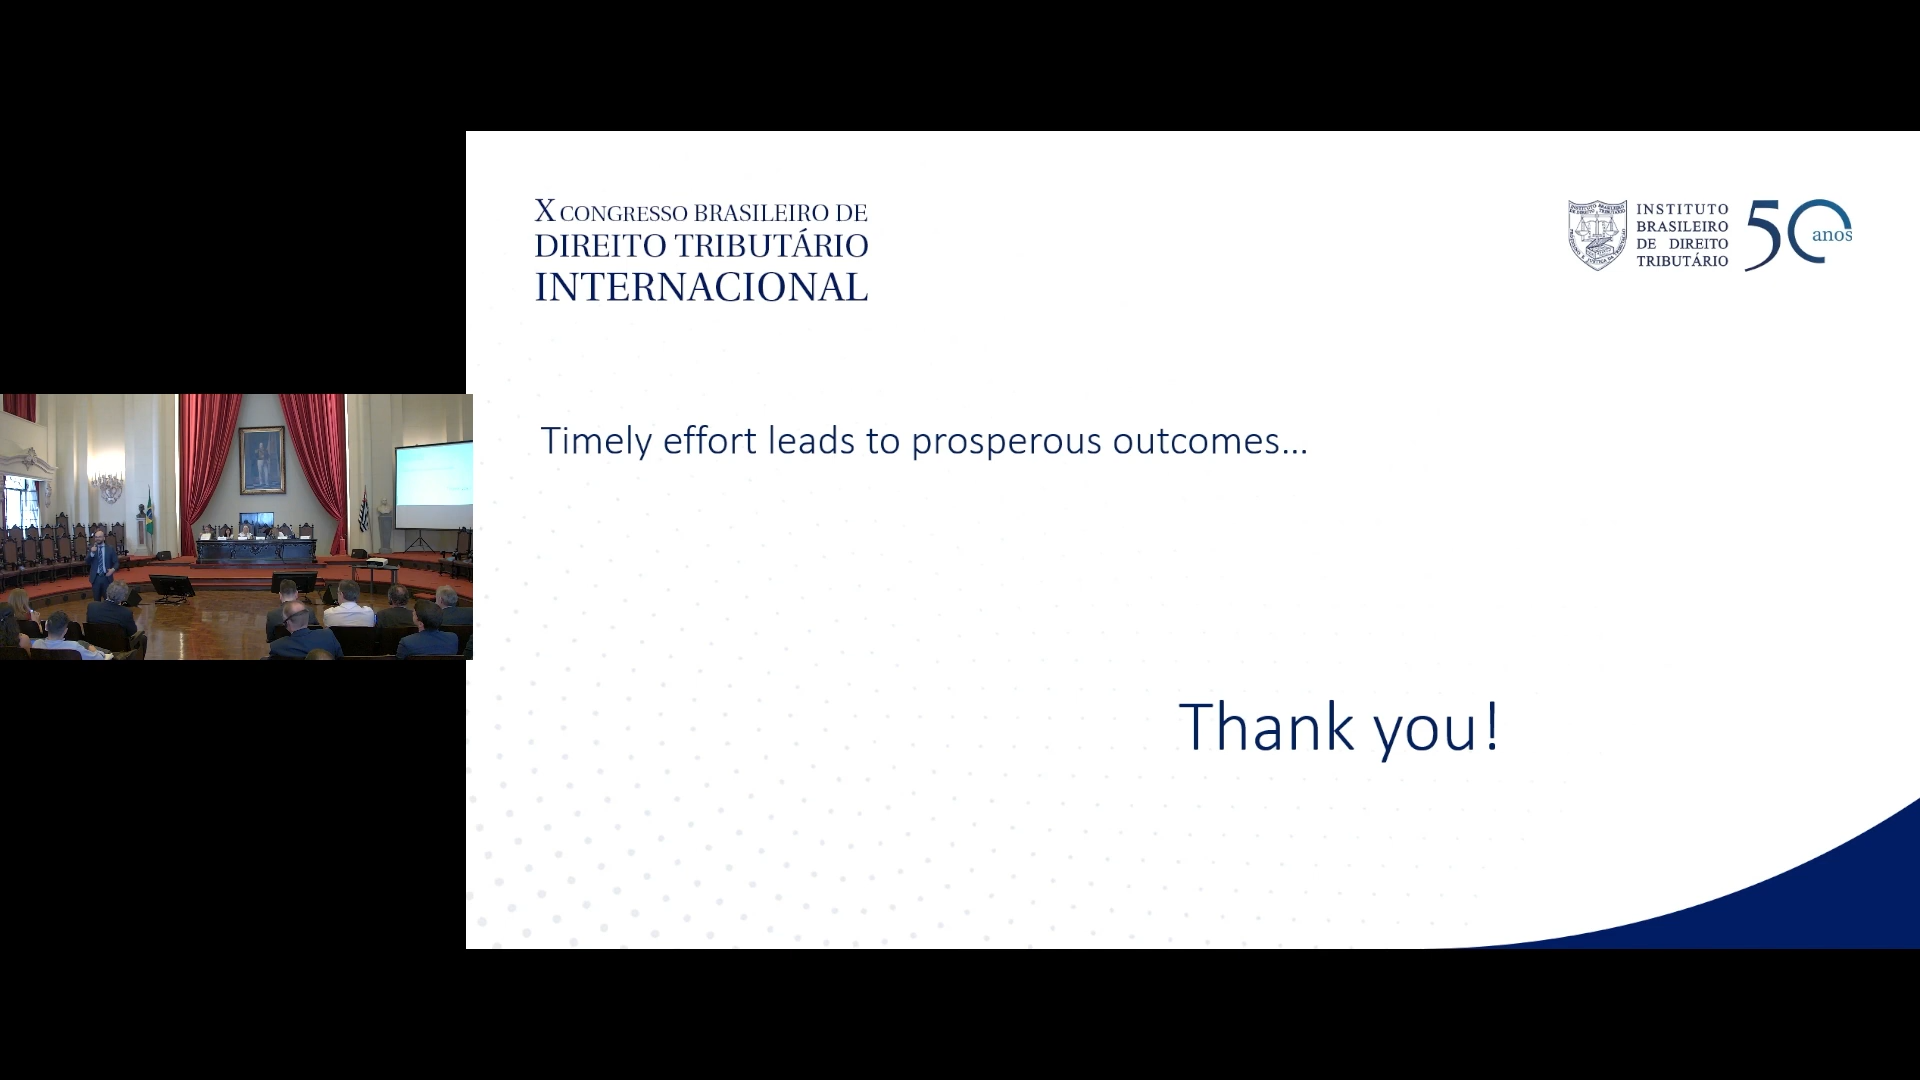 X CONGRESSO BRASILEIRO DE
DIREITO TRIBUTÁRIO
INTERNACIONAL
INSTITUTO
BRASILEIRO
DE DIREITO
TRIBUTÁRIO
50 anos
Timely effort leads to prosperous outcomes...
Thank you!